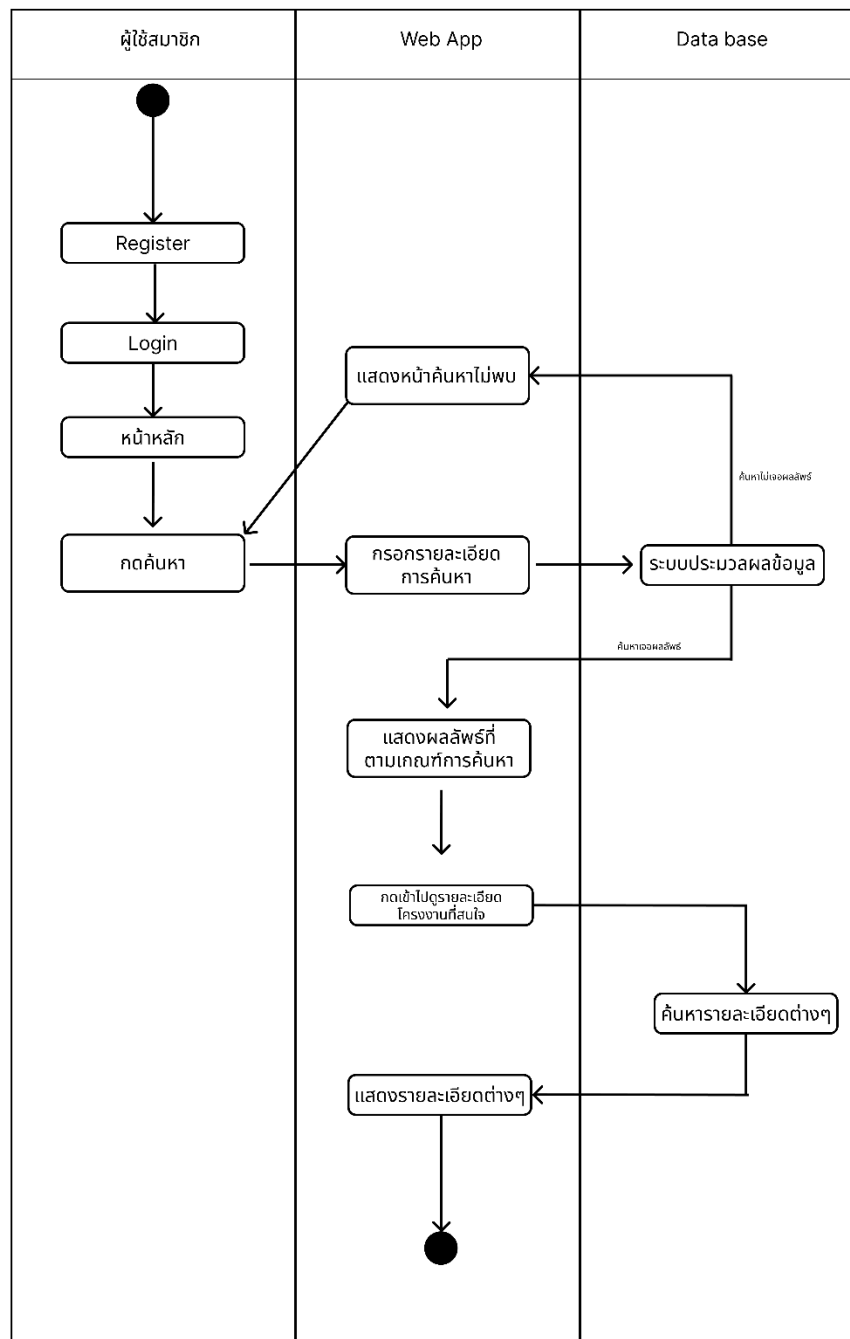 ผู้ใช้สมาชิก
Web App
Data base
Register
Login
แสดงหน้าค้นหาไม่พบ
หน้าหลัก
ค้นหาไม่เจอผลลัพธ์
กดค้นหา
กรอกรายละเอียด
การค้นหา
ระบบประมวลผลข้อมูล
ค้นหาเจอผลลัพธ์
แสดงผลลัพธ์ที่
ตามเกณฑ์การค้นหา
กดเข้าไปดูรายละเอียด
โครงงานที่สนใจ
ค้นหารายละเอียดต่างๆ
แสดงรายละเอียดต่างๆ